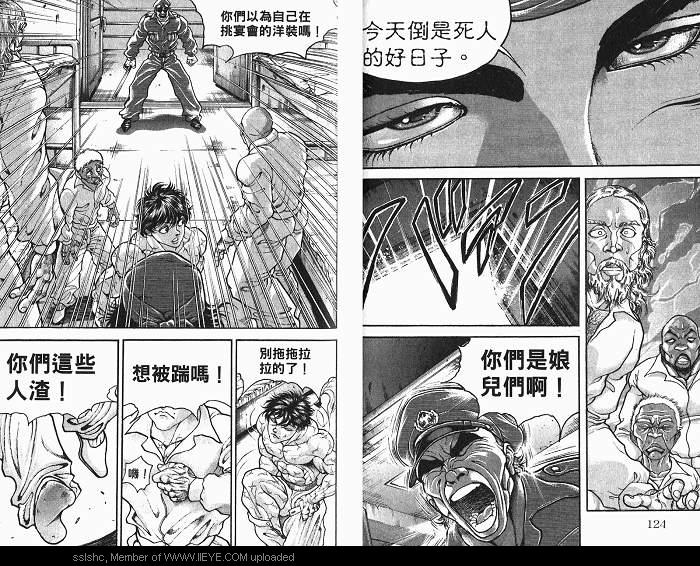 今天倒是死人
的好日子。
你們是娘
兒們啊！
124
你們以為自己在
挑宴會的洋裝嗎！
別拖拖拉
拉的了！
想被踹嗎！
你們這些
人渣！
sslshc, Member of WWW.IIEYE.COM uploaded